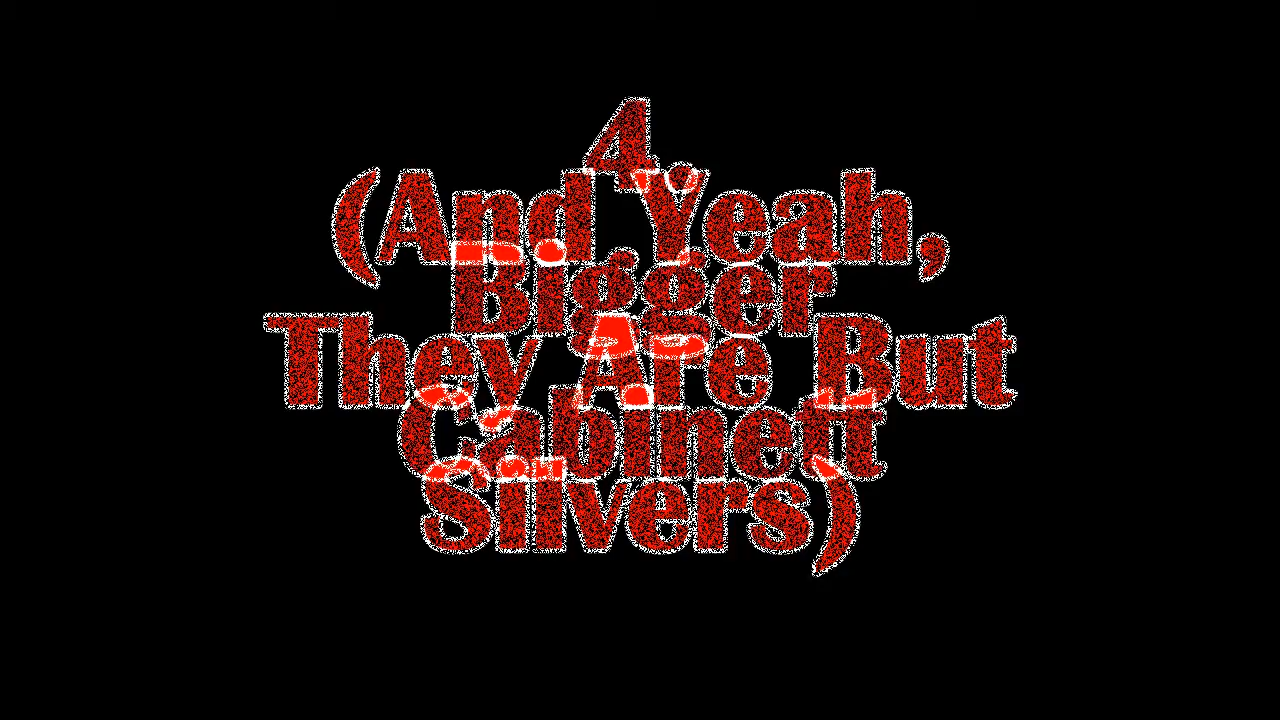 4.
(And Yeah,
Bigger
They Are But
Cabinett
Silvers)